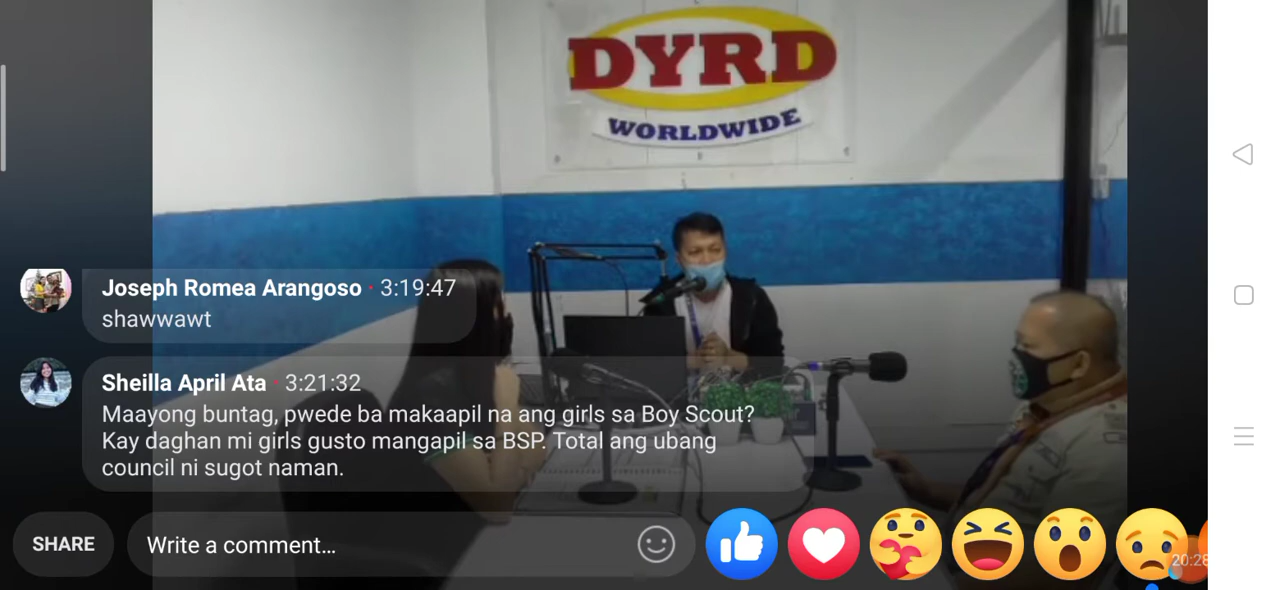 DYRD
WORLDWIDE
Joseph Romea Arangoso · 3:19:47
shawwawt
Sheilla April Ata · 3:21:32
Maayong buntag, pwede ba makaapil na ang girls sa Boy Scout?
Kay daghan mi girls gusto mangapil sa BSP. Total ang ubang
council ni sugot naman.
SHARE
Write a comment...
20:28